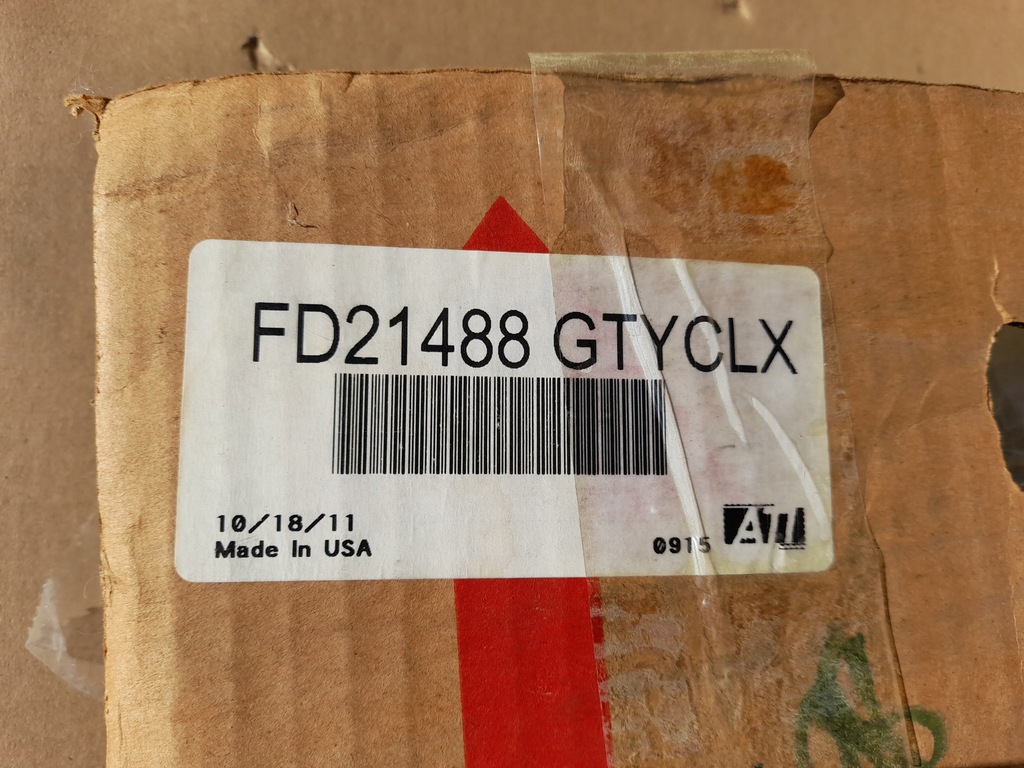 FD21488 GTYCLX
10/18/11
Made In USA
0915
ATI